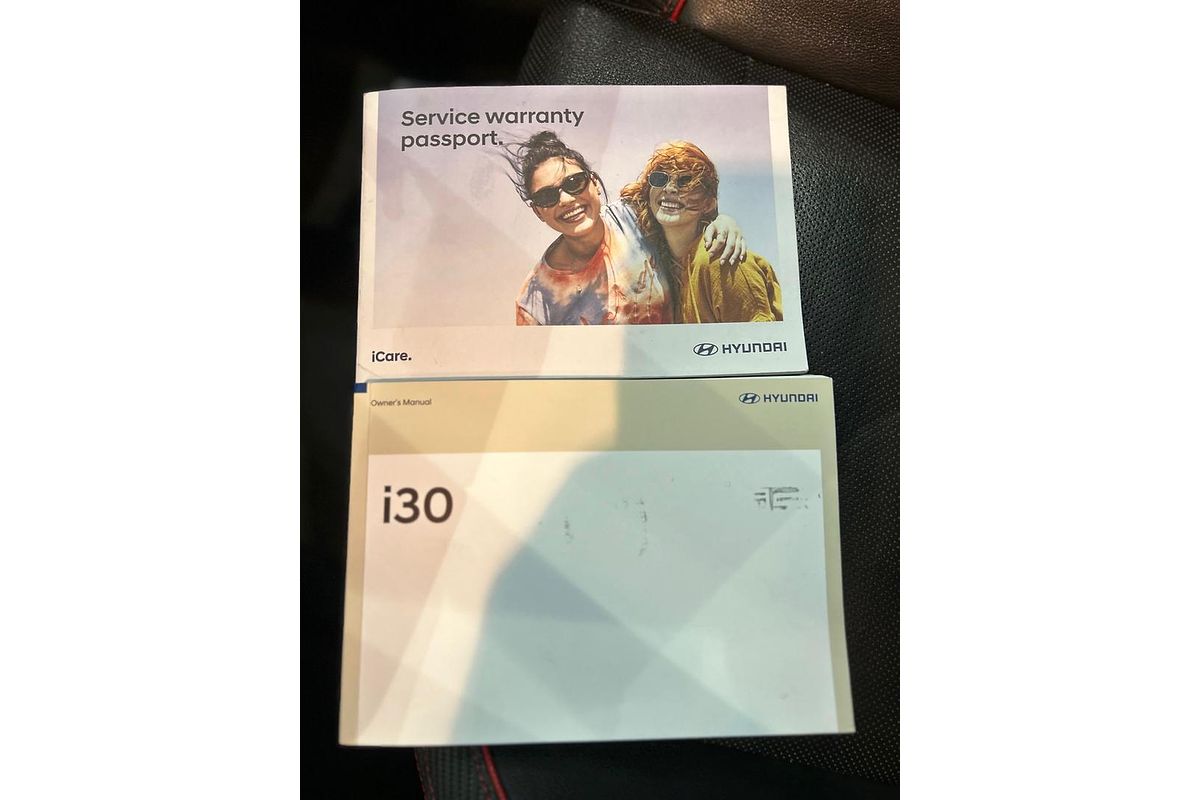 Service warranty
passport.
iCare.
HYUNDAI
Owner's Manual
HYUNDAI
i30